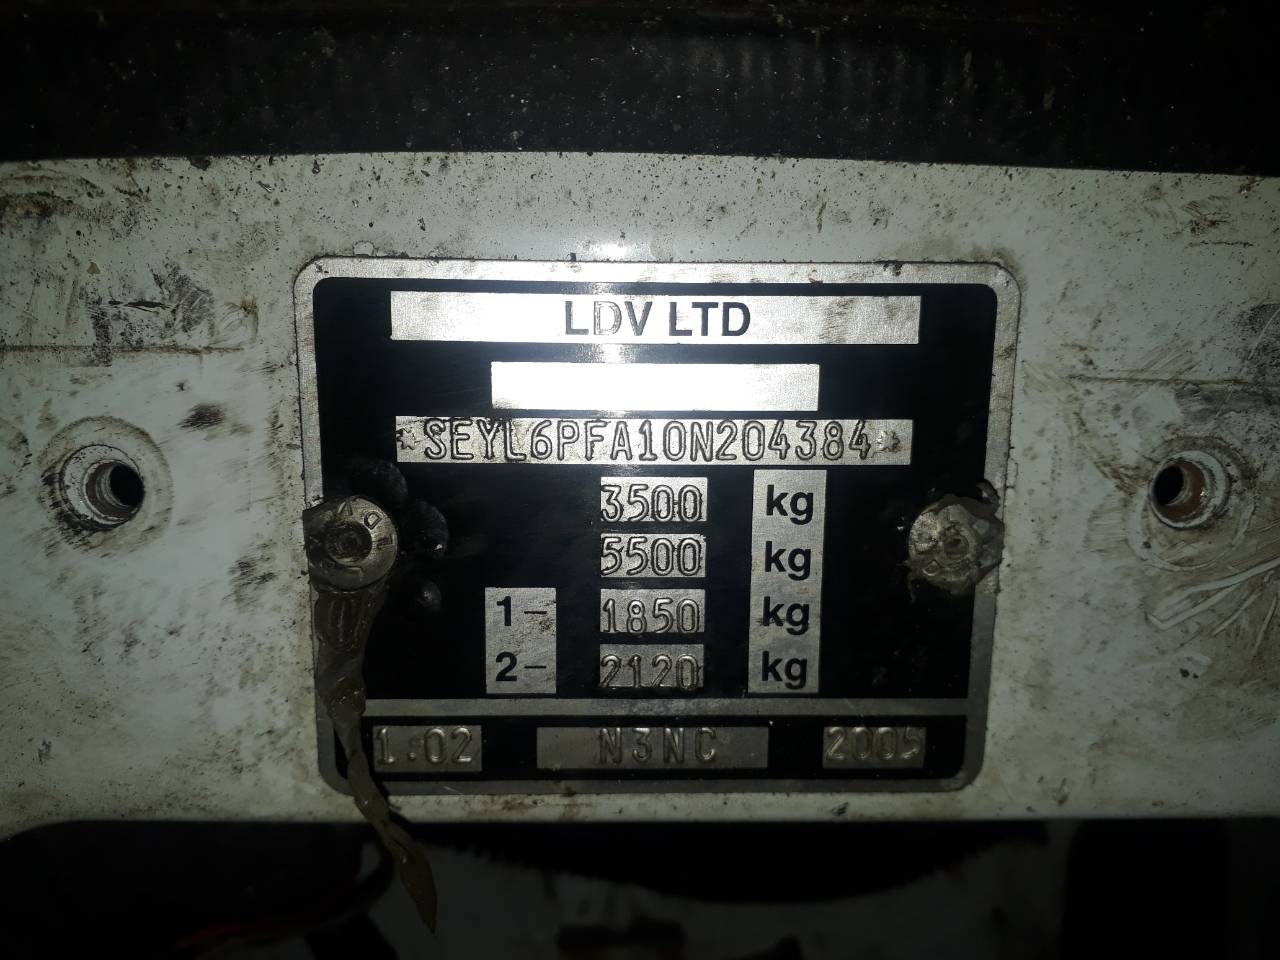 LDV LTD
*SEYL6PFA10N204384*
3500 kg
5500 kg
1- 1850 kg
2- 2120 kg
1.02 N3NC 2005